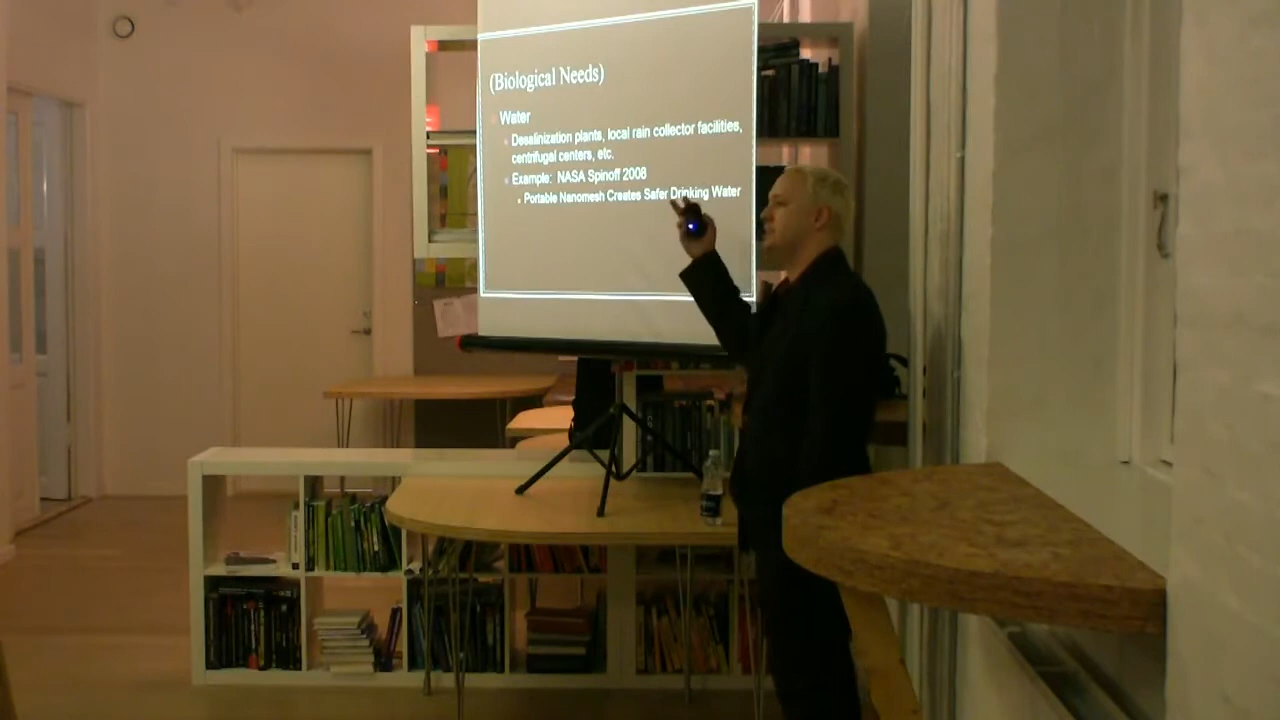 (Biological Needs)
Water
Desalinization plants, local rain collector facilities,
centrifugal centers, etc.
Example: NASA Spinoff 2008
Portable Nanomesh Creates Safer Drinking Water